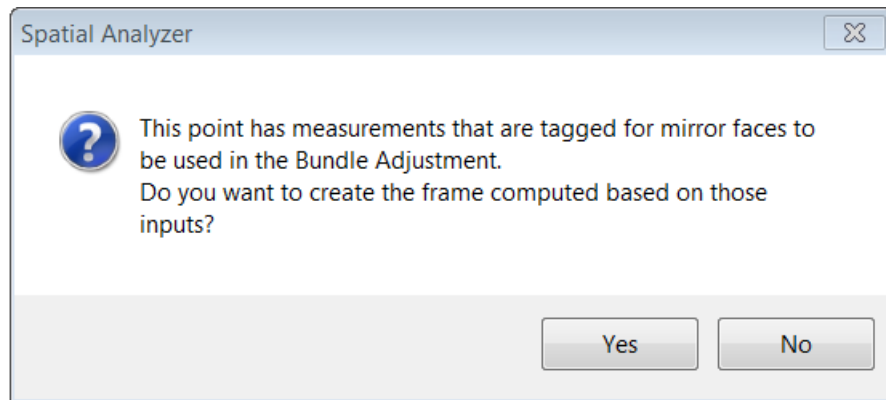 Spatial Analyzer
This point has measurements that are tagged for mirror faces to
be used in the Bundle Adjustment.
Do you want to create the frame computed based on those
inputs?
Yes
No